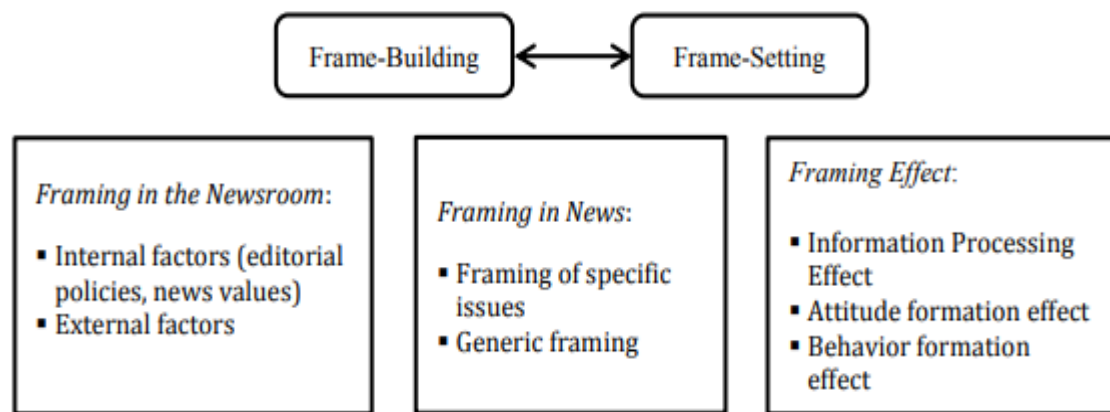 Frame-Building
Frame-Setting
Framing in the Newsroom:
▪ Internal factors (editorial
policies, news values)
▪ External factors
Framing in News:
▪ Framing of specific
issues
▪ Generic framing
Framing Effect:
▪ Information Processing
Effect
▪ Attitude formation effect
▪ Behavior formation
effect